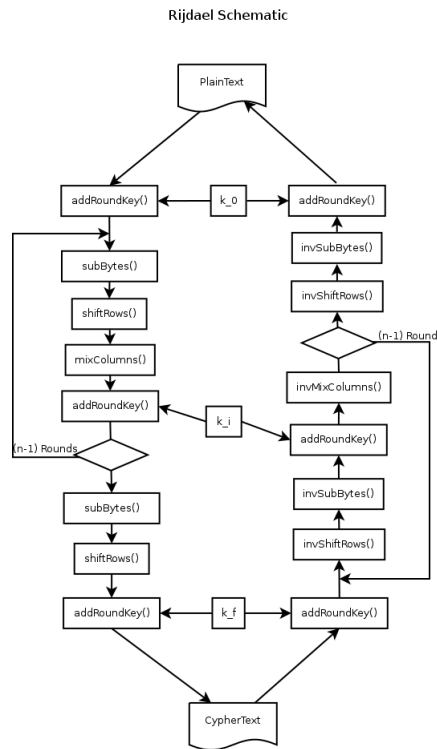 Rijdael Schematic
PlainText
addRoundKey()
k_0
addRoundKey()
subBytes()
invSubBytes()
shiftRows()
invShiftRows()
(n-1) Round
mixColumns()
invMixColumns()
addRoundKey()
k_i
addRoundKey()
(n-1) Rounds
subBytes()
invSubBytes()
shiftRows()
invShiftRows()
addRoundKey()
k_f
addRoundKey()
CypherText